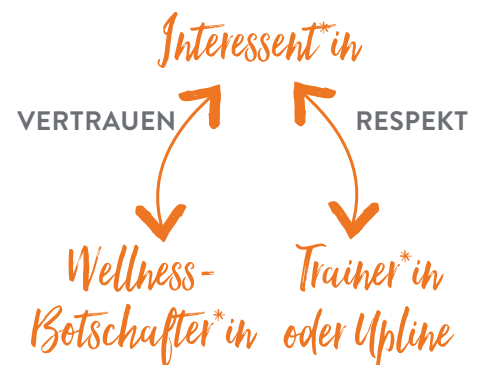 Interessent*in
VERTRAUEN
RESPEKT
Wellness-
Botschafter*in
Trainer*in
oder Upline